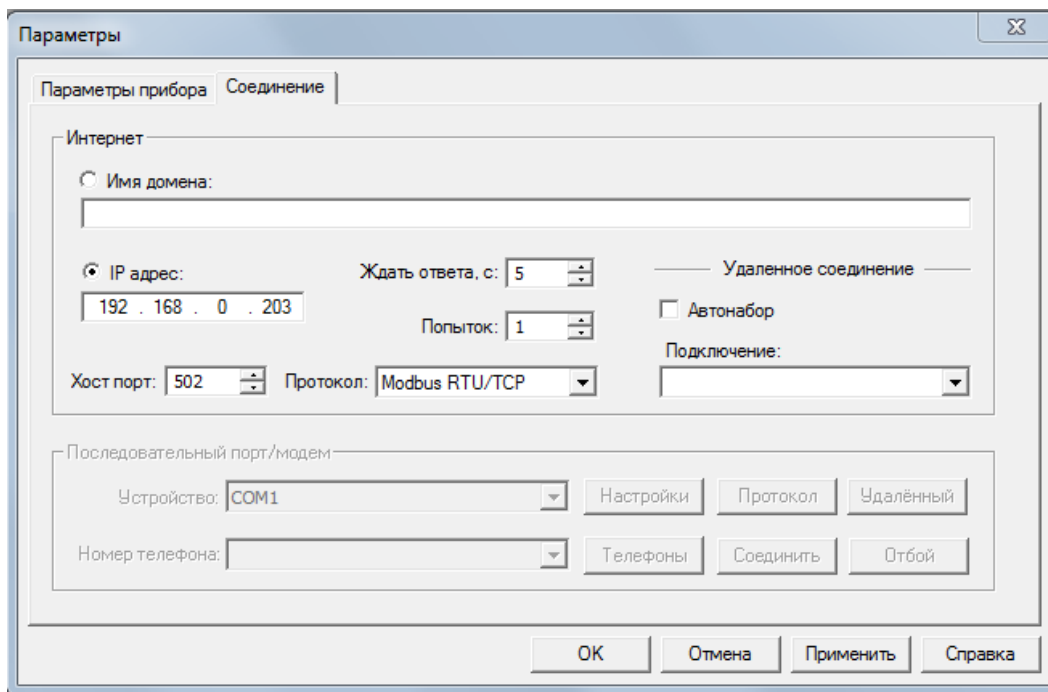 Параметры
Параметры прибора Соединение
Интернет
Имя домена:
IP адрес: Ждать ответа, с: 5 Удаленное соединение
192 . 168 . 0 . 203 Попыток: 1 Автонабор
Подключение:
Хост порт: 502 Протокол: Modbus RTU/TCP
Последовательный порт/модем
Устройство: COM1 Настройки Протокол Удалённый
Номер телефона: Телефоны Соединить Отбой
OK Отмена Применить Справка